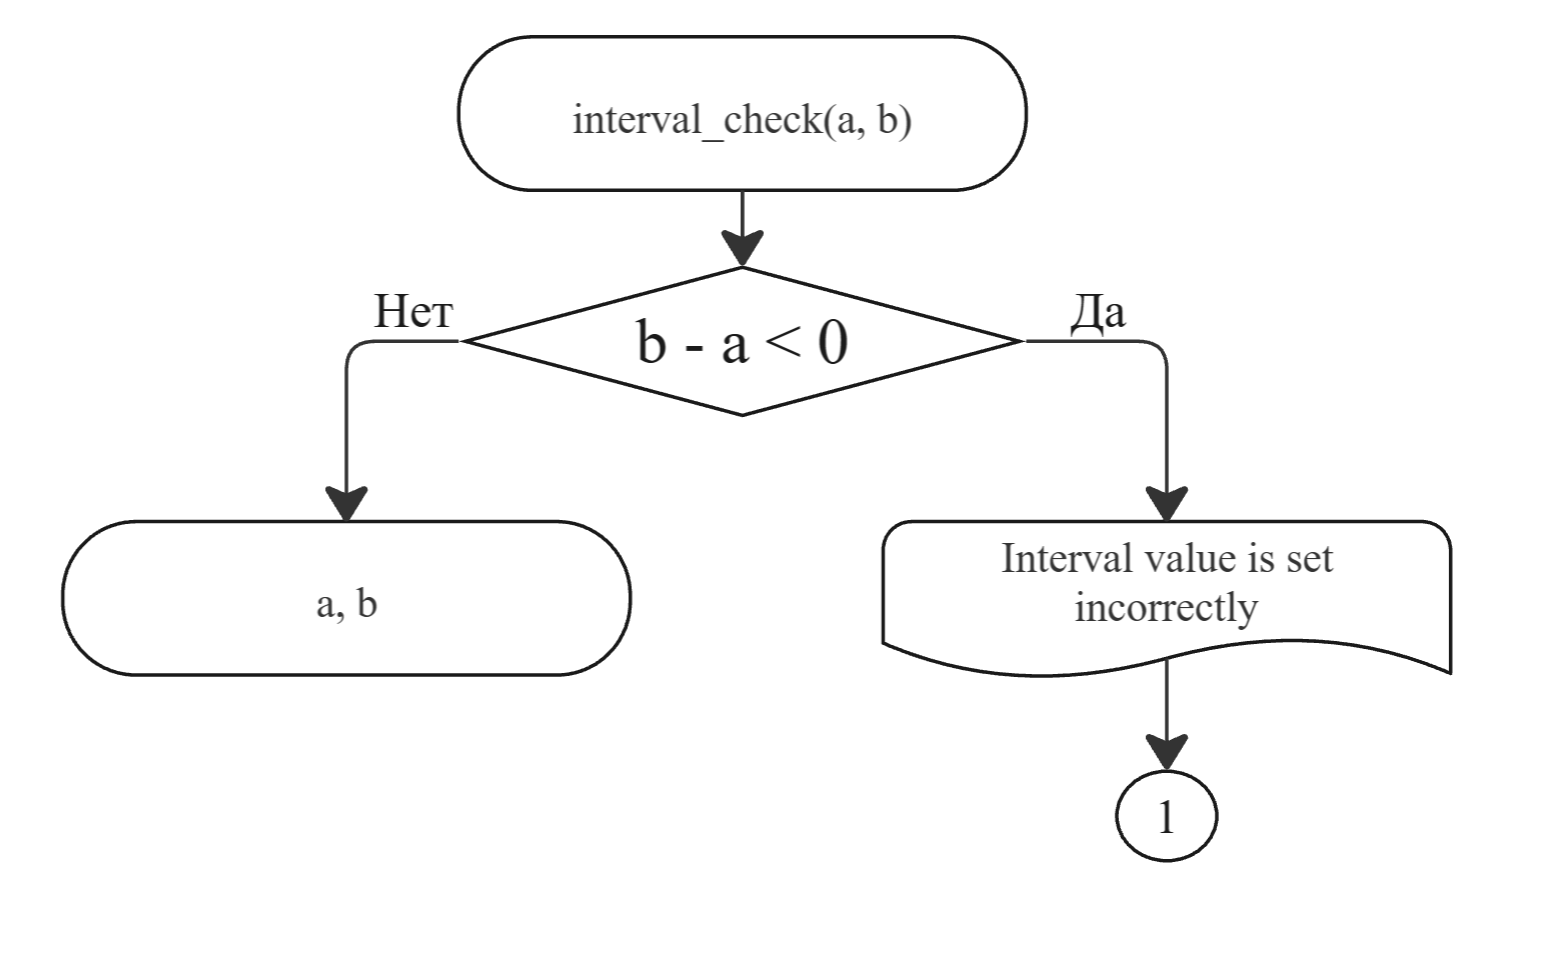 interval_check(a, b)
Нет
Да
b - a < 0
a, b
Interval value is set
incorrectly
1